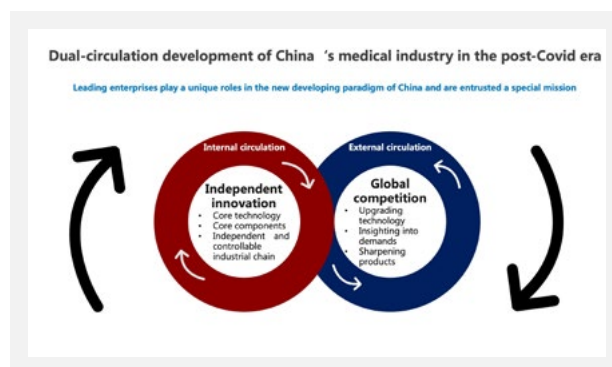 Dual-circulation development of China ‘s medical industry in the post-Covid era
Leading enterprises play a unique roles in the new developing paradigm of China and are entrusted a special mission
Internal circulation
Independent
innovation
• Core technology
• Core components
• Independent and
controllable
industrial chain
External circulation
Global
competition
• Upgrading
technology
• Insighting into
demands
• Sharpening
products